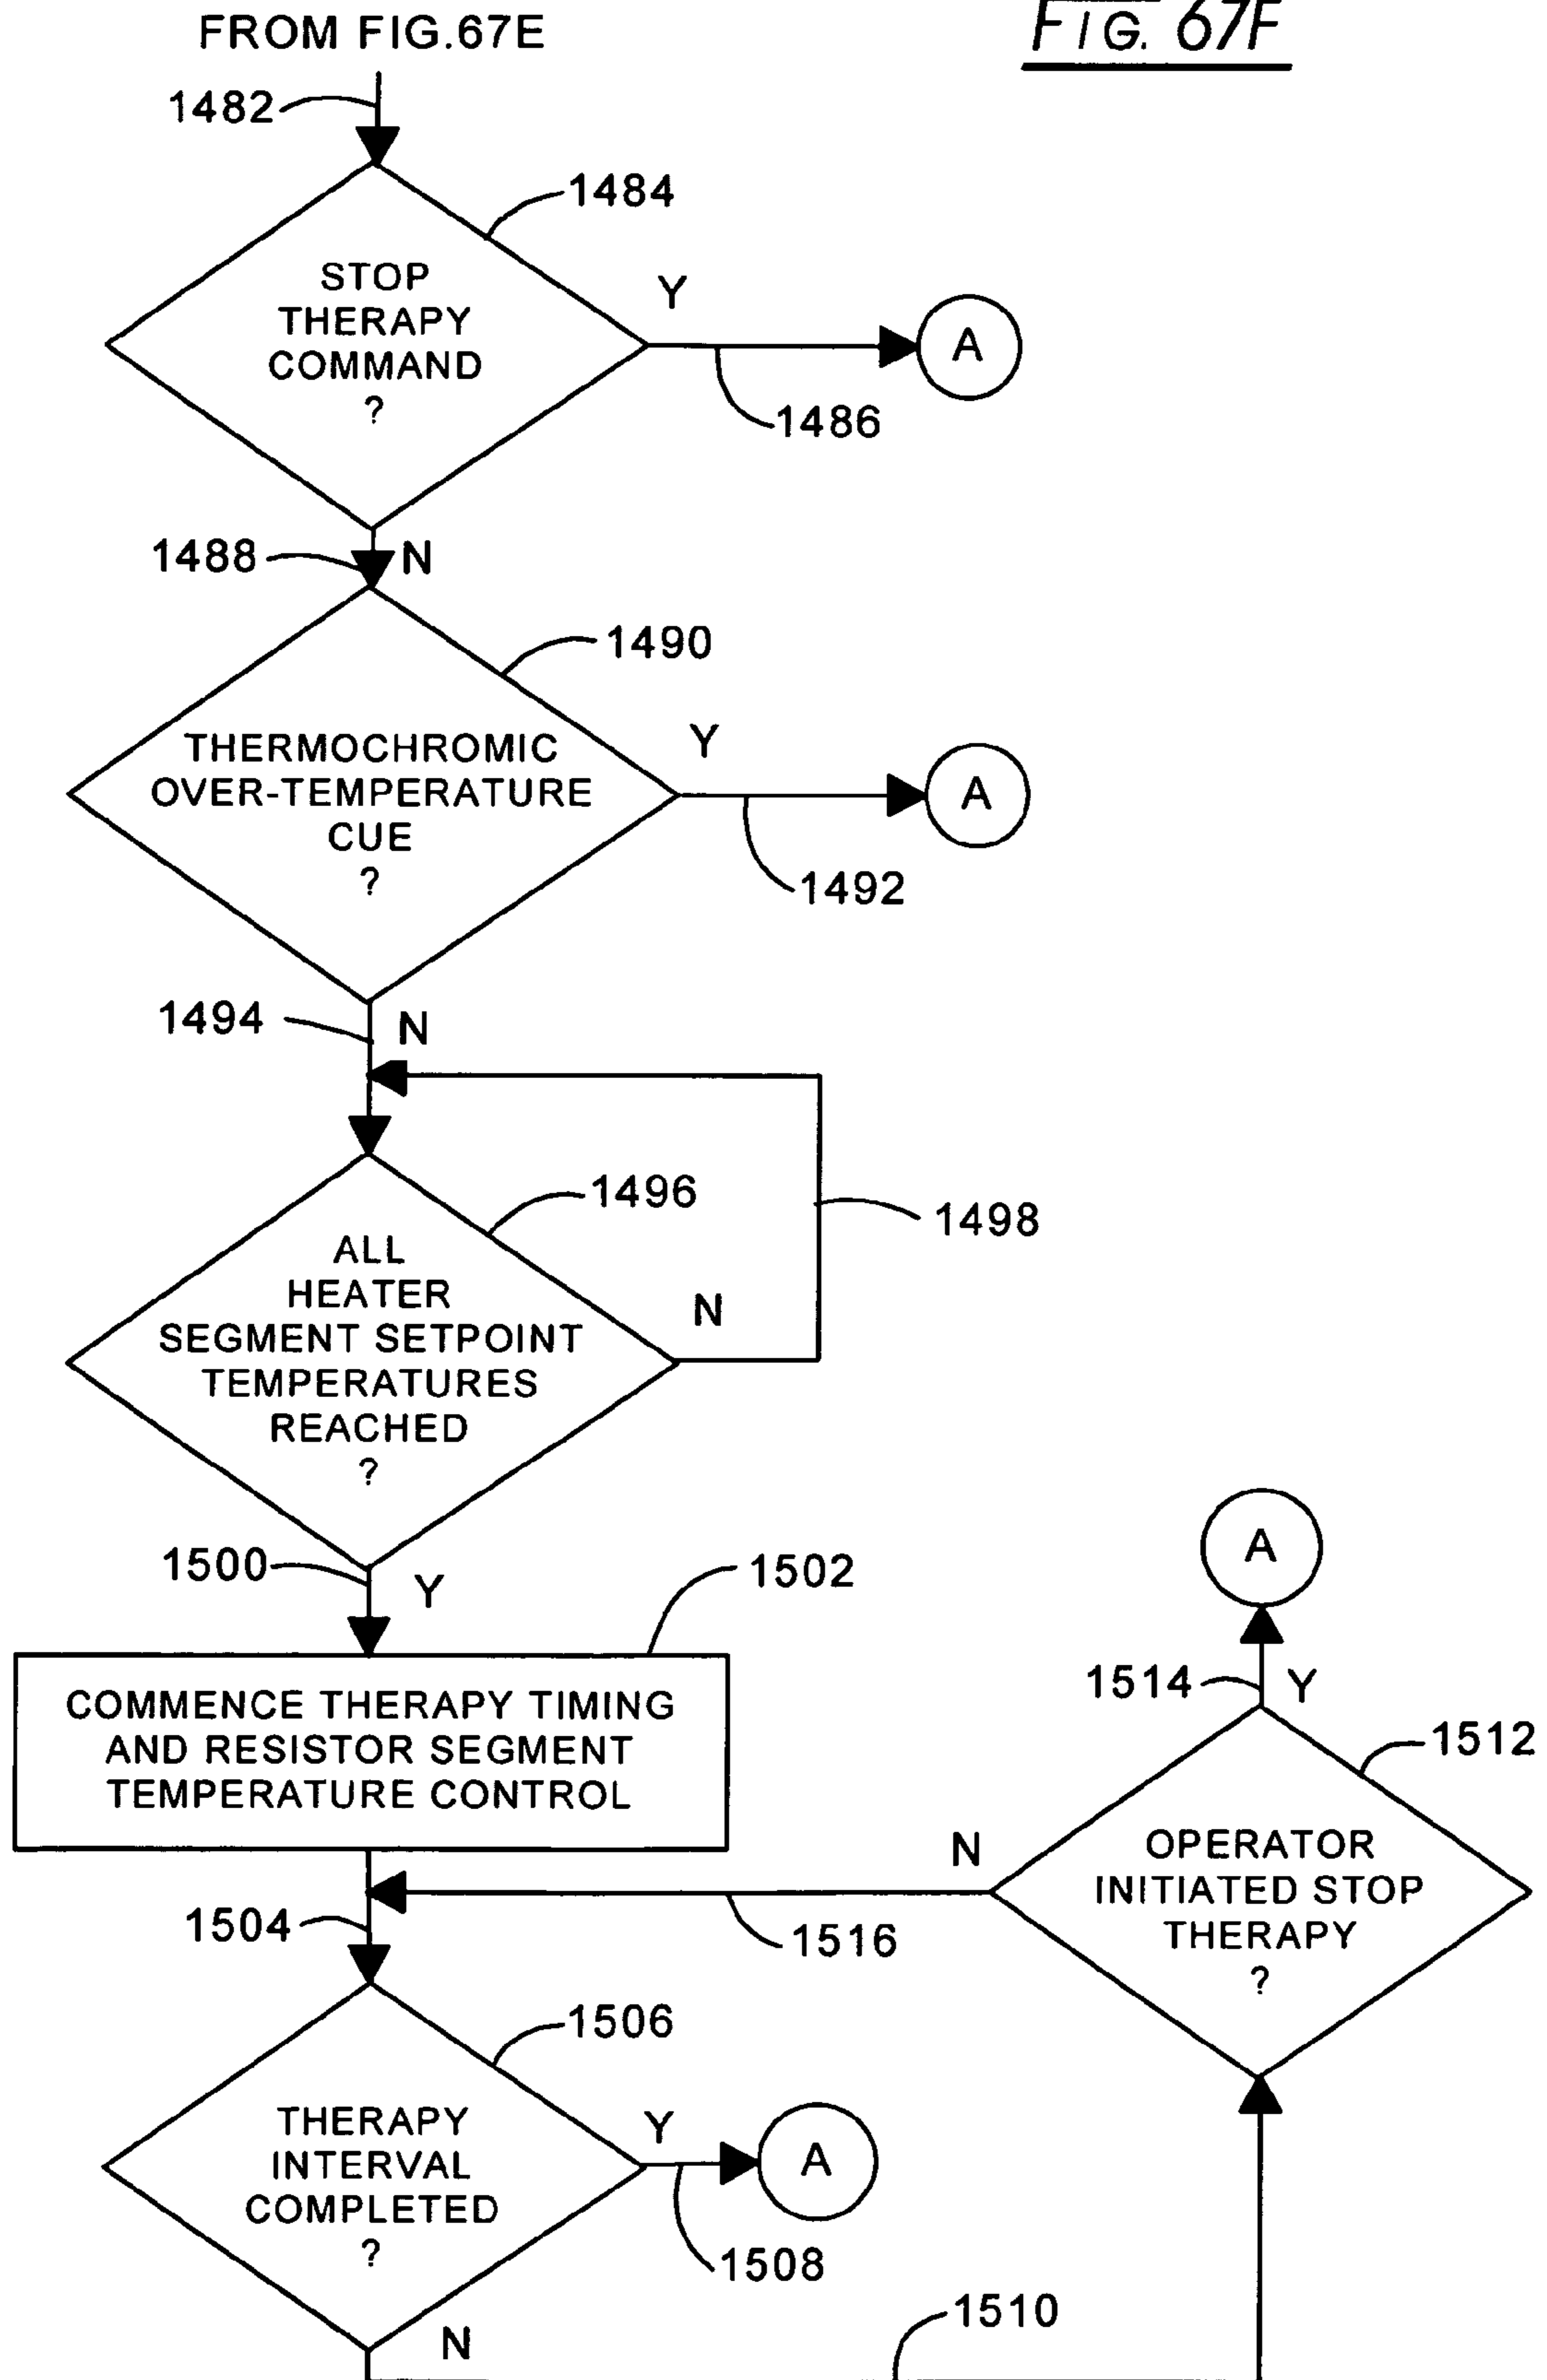 FROM FIG.67E
FIG. 67F
1482
1484
STOP
THERAPY
COMMAND
?
Y
A
1486
1488
N
1490
THERMOCHROMIC
OVER-TEMPERATURE
CUE
?
Y
A
1492
1494
N
1496
1498
ALL
HEATER
SEGMENT SETPOINT
TEMPERATURES
REACHED
?
N
1500
Y
1502
COMMENCE THERAPY TIMING
AND RESISTOR SEGMENT
TEMPERATURE CONTROL
A
1514
Y
1512
OPERATOR
INITIATED STOP
THERAPY
?
N
1516
1504
1506
THERAPY
INTERVAL
COMPLETED
?
Y
A
1508
1510
N